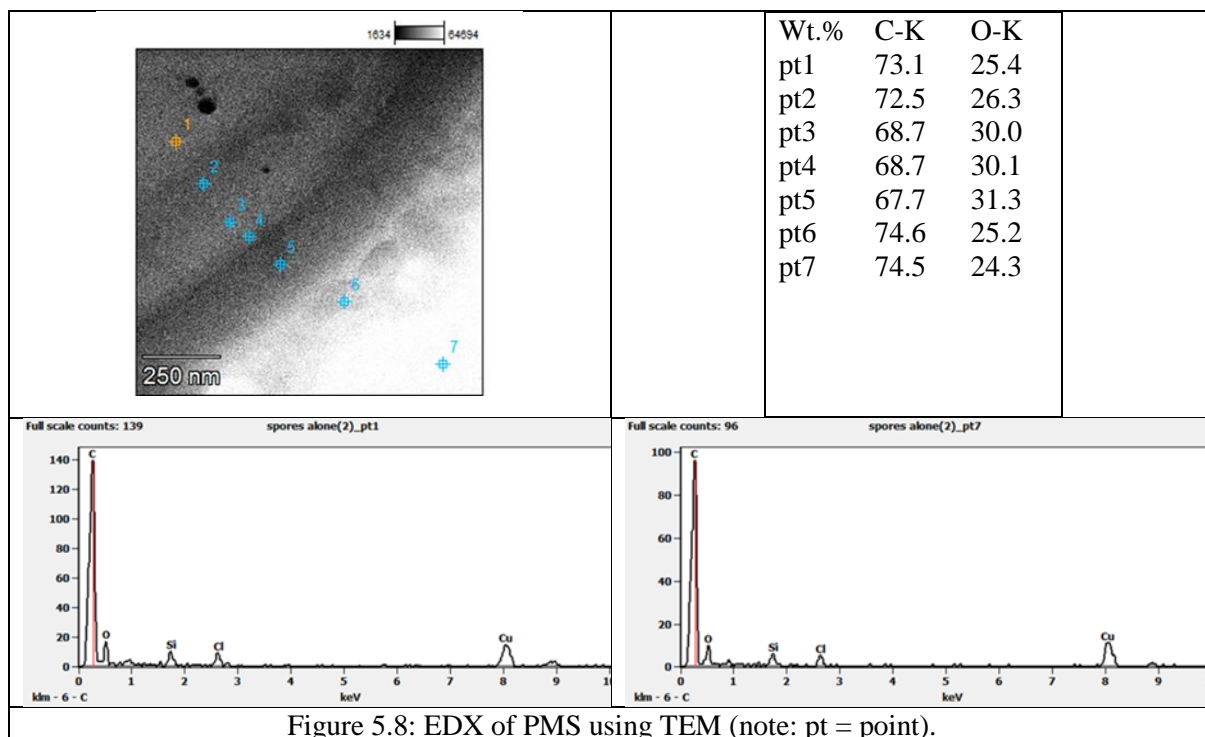 1634 64694
1
2
3
4
5
6
7
250 nm
Wt.% C-K O-K
pt1 73.1 25.4
pt2 72.5 26.3
pt3 68.7 30.0
pt4 68.7 30.1
pt5 67.7 31.3
pt6 74.6 25.2
pt7 74.5 24.3
Full scale counts: 139 spores alone(2)_pt1
140
120
100
80
60
40
20
0
C
O
Si
Cl
Cu
0 1 2 3 4 5 6 7 8 9 10
klm - 6 - C keV
Full scale counts: 96 spores alone(2)_pt7
100
80
60
40
20
0
C
O
Si
Cl
Cu
0 1 2 3 4 5 6 7 8 9
klm - 6 - C keV
Figure 5.8: EDX of PMS using TEM (note: pt = point).